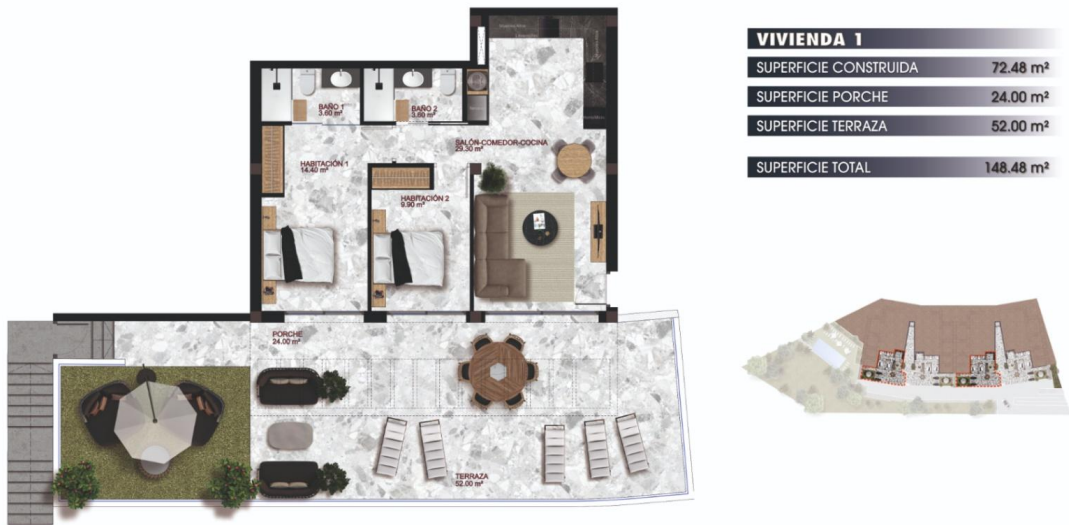 VIVIENDA 1
SUPERFICIE CONSTRUIDA 72.48 m²
SUPERFICIE PORCHE 24.00 m²
SUPERFICIE TERRAZA 52.00 m²
SUPERFICIE TOTAL 148.48 m²
BAÑO 1
3.60 m²
BAÑO 2
3.60 m²
SALÓN-COMEDOR-COCINA
29.30 m²
HABITACIÓN 1
14.40 m²
HABITACIÓN 2
9.90 m²
PORCHE
24.00 m²
TERRAZA
52.00 m²